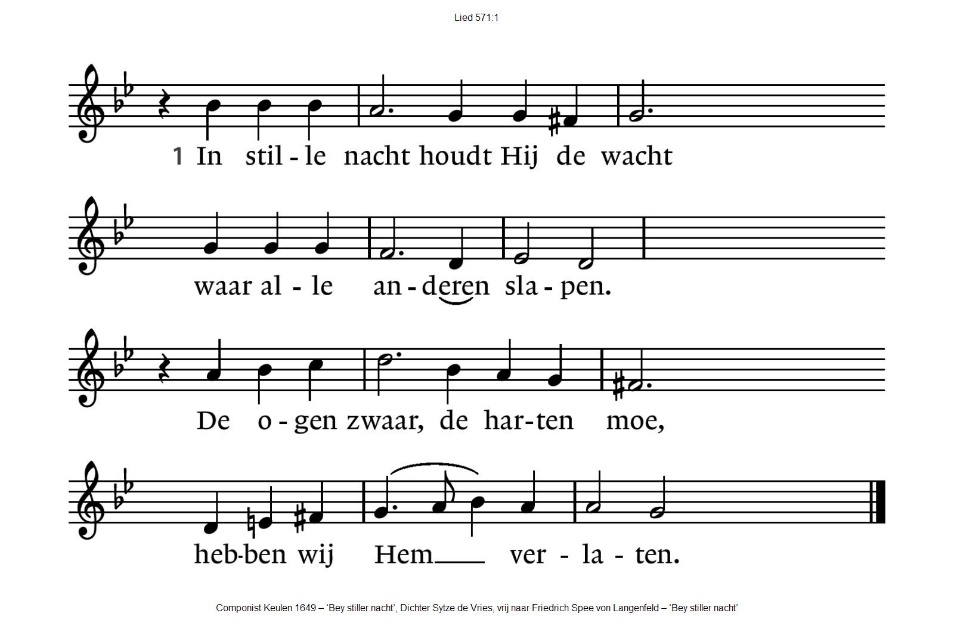 Lied 571:1
1 In stil - le nacht houdt Hij de wacht
waar al - le an - deren sla - pen.
De o - gen zwaar, de har - ten moe,
heb - ben wij Hem ver - la - ten.
Componist Keulen 1649 – 'Bey stiller nacht', Dichter Sytze de Vries, vrij naar Friedrich Spee von Langenfeld – 'Bey stiller nacht'